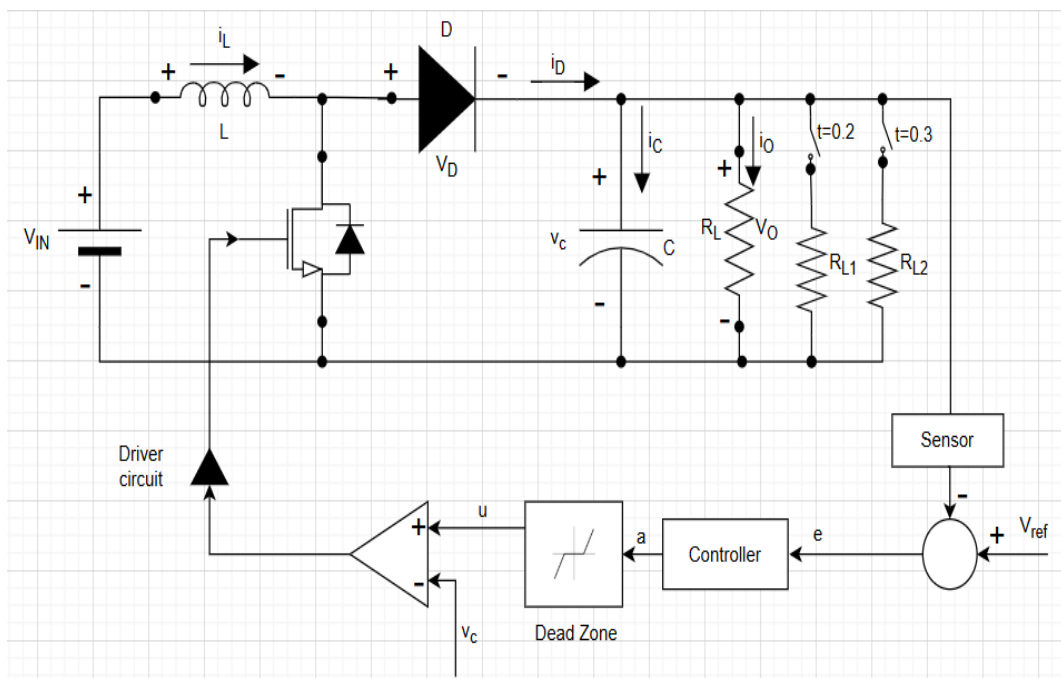 D
iL
+
-
+
-
iD
L
VD
t=0.2
t=0.3
iC
iO
+
VIN
-
+
vc
C
-
+
RL
VO
-
RL1
RL2
Sensor
Driver
circuit
-
+
Vref
u
a
Controller
e
+
-
vc
Dead Zone